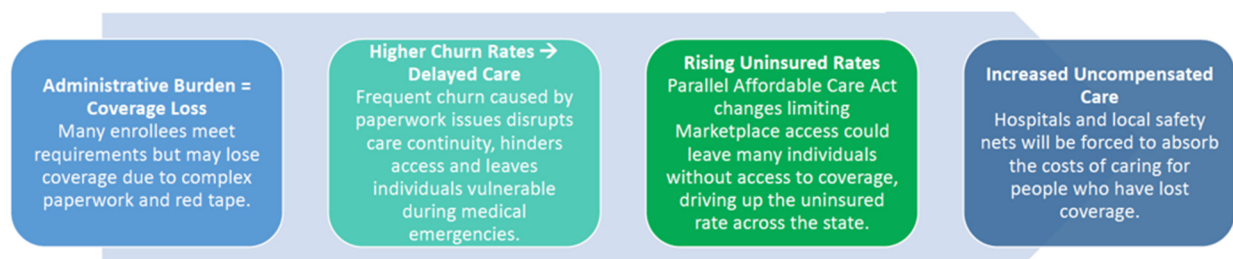 Administrative Burden =
Coverage Loss
Many enrollees meet
requirements but may lose
coverage due to complex
paperwork and red tape.
Higher Churn Rates →
Delayed Care
Frequent churn caused by
paperwork issues disrupts
care continuity, hinders
access and leaves
individuals vulnerable
during medical
emergencies.
Rising Uninsured Rates
Parallel Affordable Care Act
changes limiting
Marketplace access could
leave many individuals
without access to coverage,
driving up the uninsured
rate across the state.
Increased Uncompensated
Care
Hospitals and local safety
nets will be forced to absorb
the costs of caring for
people who have lost
coverage.